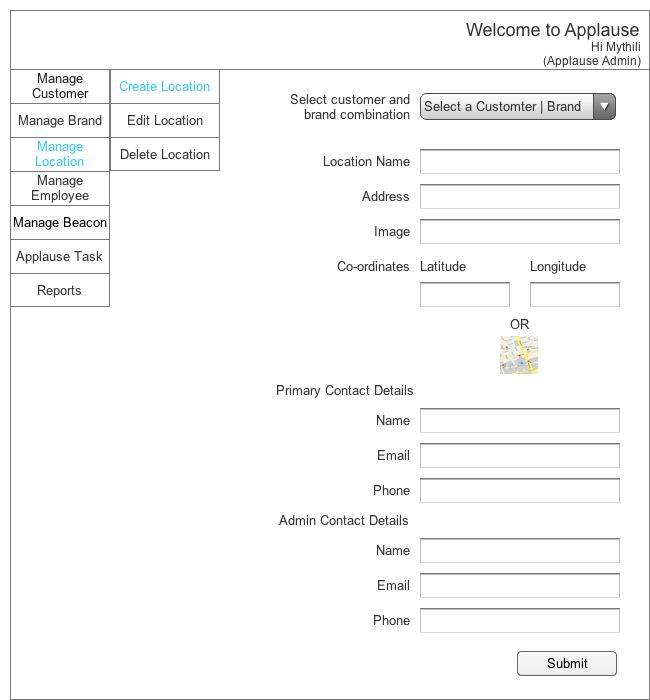 Welcome to Applause
Hi Mythili
(Applause Admin)
Manage
Customer
Manage Brand
Manage
Location
Manage
Employee
Manage Beacon
Applause Task
Reports
Create Location
Edit Location
Delete Location
Select customer and
brand combination
Select a Customter | Brand
Location Name
Address
Image
Co-ordinates
Latitude
Longitude
OR
Primary Contact Details
Name
Email
Phone
Admin Contact Details
Name
Email
Phone
Submit